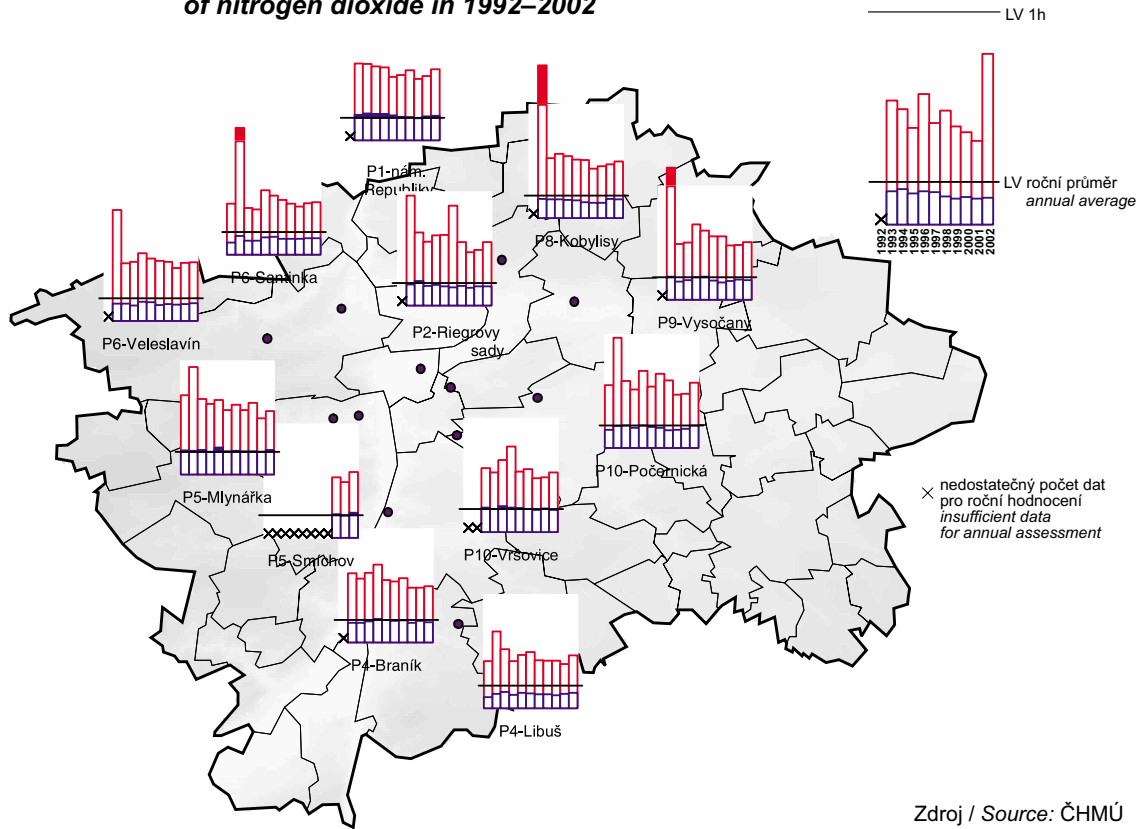 of nitrogen dioxide in 1992–2002
LV 1h
LV roční průměr
annual average
1992
1993
1994
1995
1996
1997
1998
1999
2000
2001
2002
P1-nám.
Republiky
P6-Santinka
P8-Kobylisy
P9-Vysočany
P2-Riegrovy
sady
P6-Veleslavín
P10-Počernická
P5-Mlynářka
P5-Smíchov
P10-Vršovice
P4-Braník
P4-Libuš
× nedostatečný počet dat
pro roční hodnocení
insufficient data
for annual assessment
Zdroj / Source: ČHMÚ